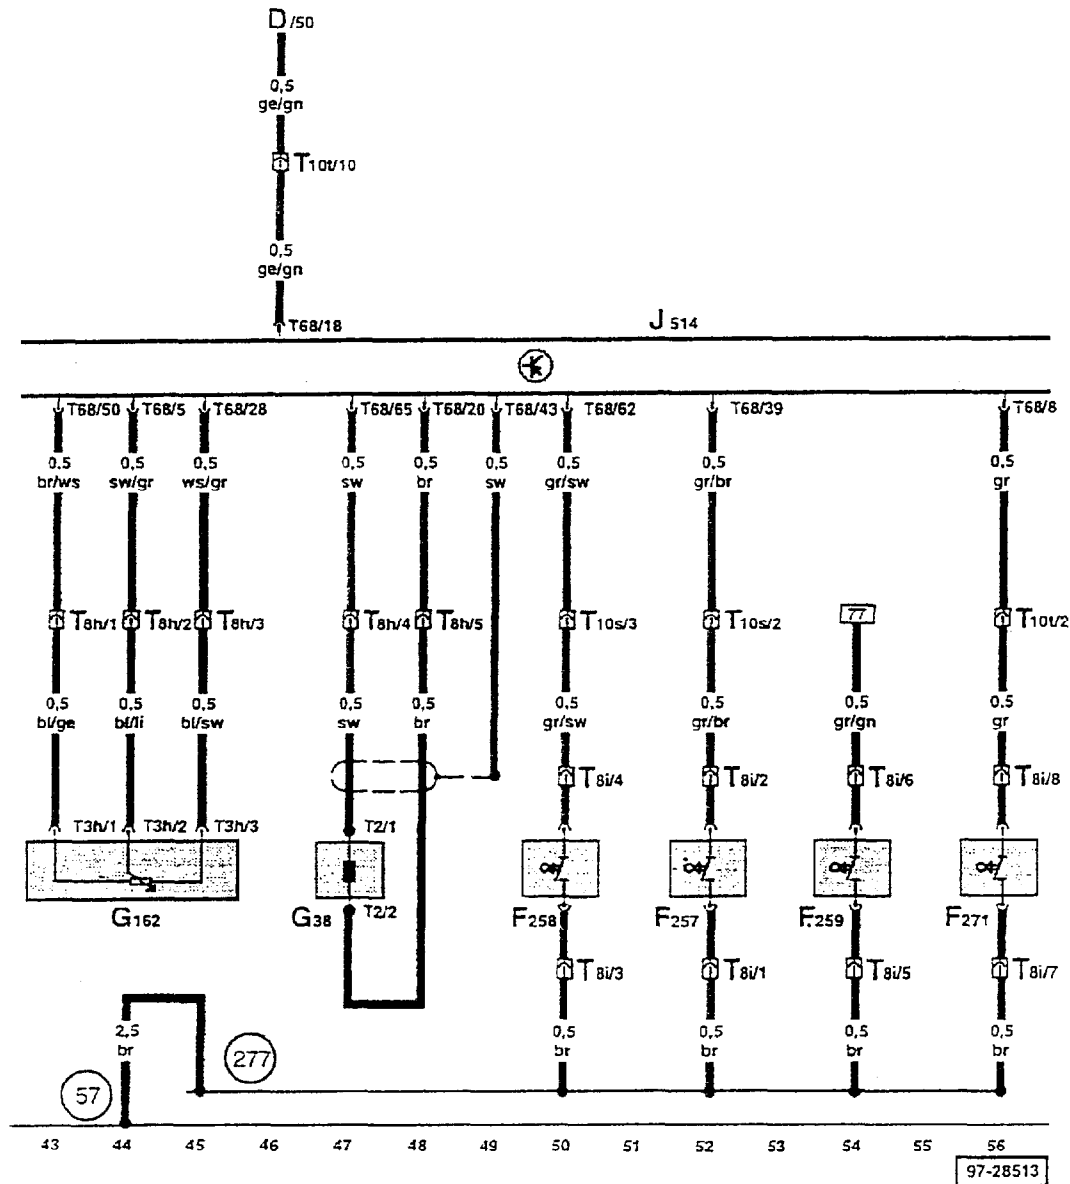 D /50
0,5
ge/gn
T10t/10
0,5
ge/gn
T68/18
J 514
T68/50 T68/5 T68/28 T68/65 T68/20 T68/43 T68/62 T68/39 T68/8
0,5 0,5 0,5 0,5 0,5 0,5 0,5 0,5 0,5
br/ws sw/gr ws/gr sw br sw gr/sw gr/br gr
T8h/1 T8h/2 T8h/3 T8h/4 T8h/5 T10s/3 T10s/2 77 T10t/2
0,5 0,5 0,5 0,5 0,5 0,5 0,5 0,5 0,5
bl/ge bl/li bl/sw sw br gr/sw gr/br gr/gn gr
T8i/4 T8i/2 T8i/6 T8i/8
T3h/1 T3h/2 T3h/3 T2/1
G162 G38 T2/2 F258 F257 F259 F271
T8i/3 T8i/1 T8i/5 T8i/7
2,5 0,5 0,5 0,5 0,5
br br br br br
277
57
43 44 45 46 47 48 49 50 51 52 53 54 55 56
97-28513